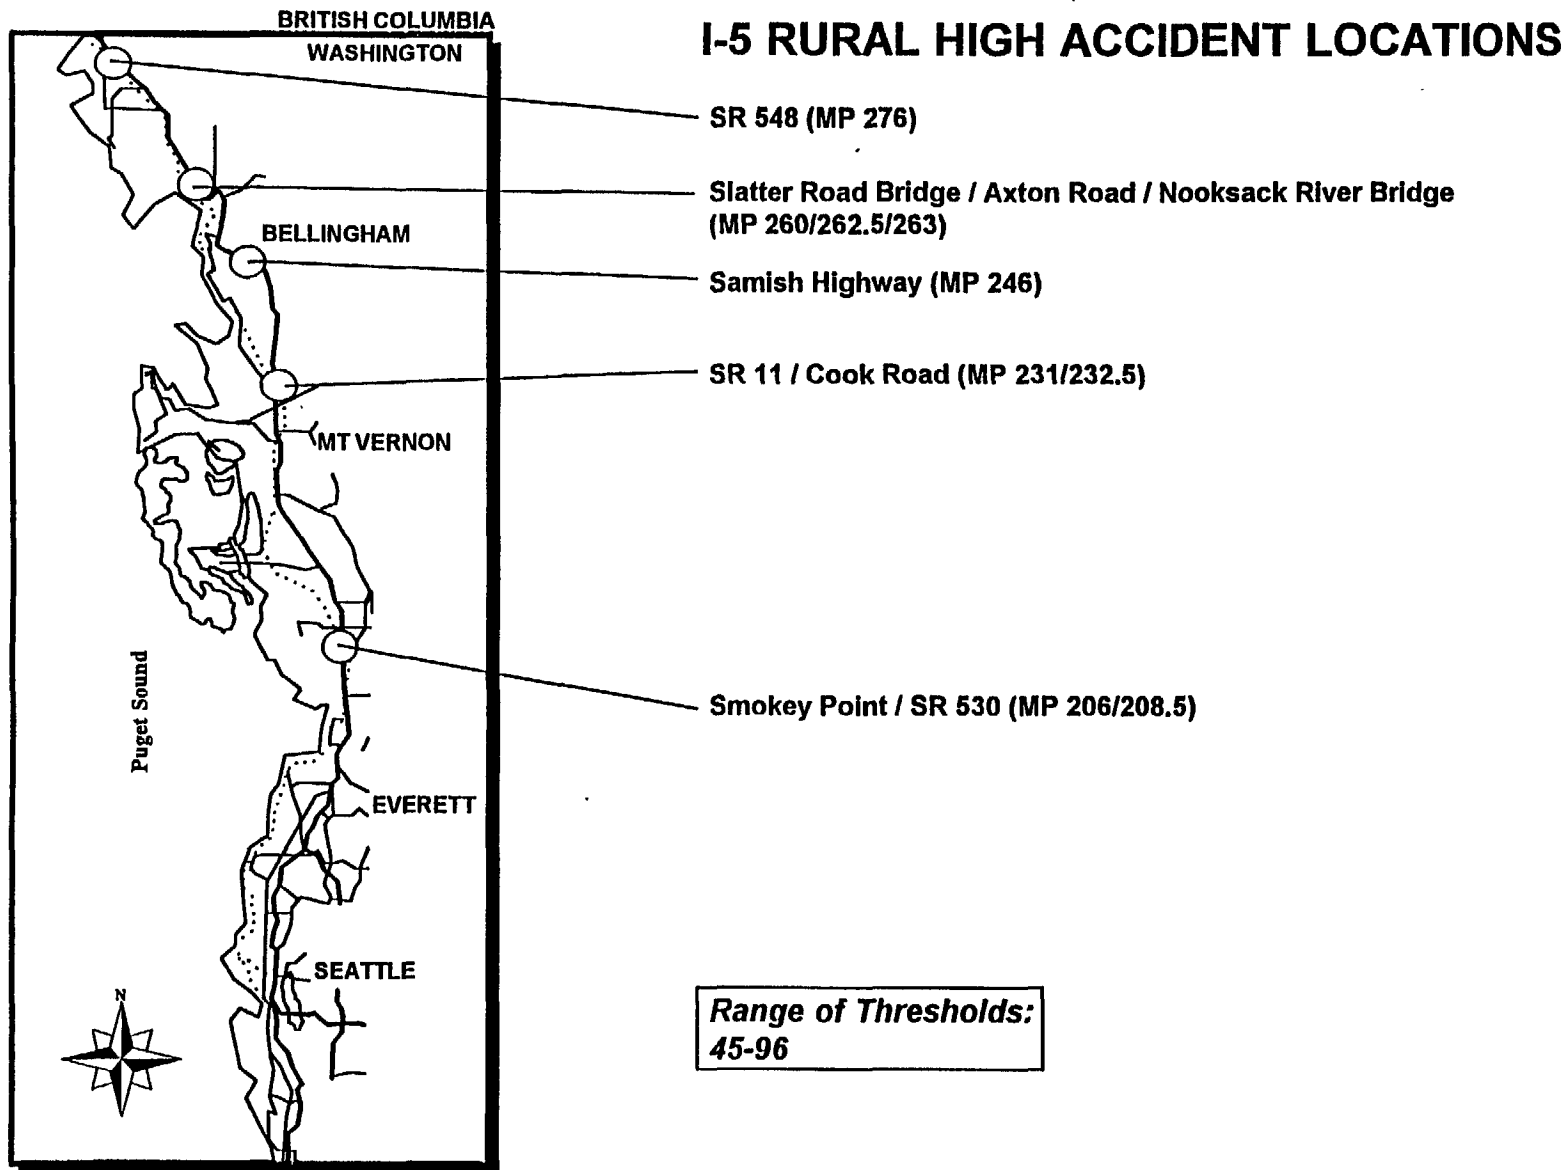 I-5 RURAL HIGH ACCIDENT LOCATIONS
BRITISH COLUMBIA
WASHINGTON
SR 548 (MP 276)
Slatter Road Bridge / Axton Road / Nooksack River Bridge
(MP 260/262.5/263)
BELLINGHAM
Samish Highway (MP 246)
SR 11 / Cook Road (MP 231/232.5)
MT VERNON
Puget Sound
Smokey Point / SR 530 (MP 206/208.5)
EVERETT
SEATTLE
N
Range of Thresholds:
45-96